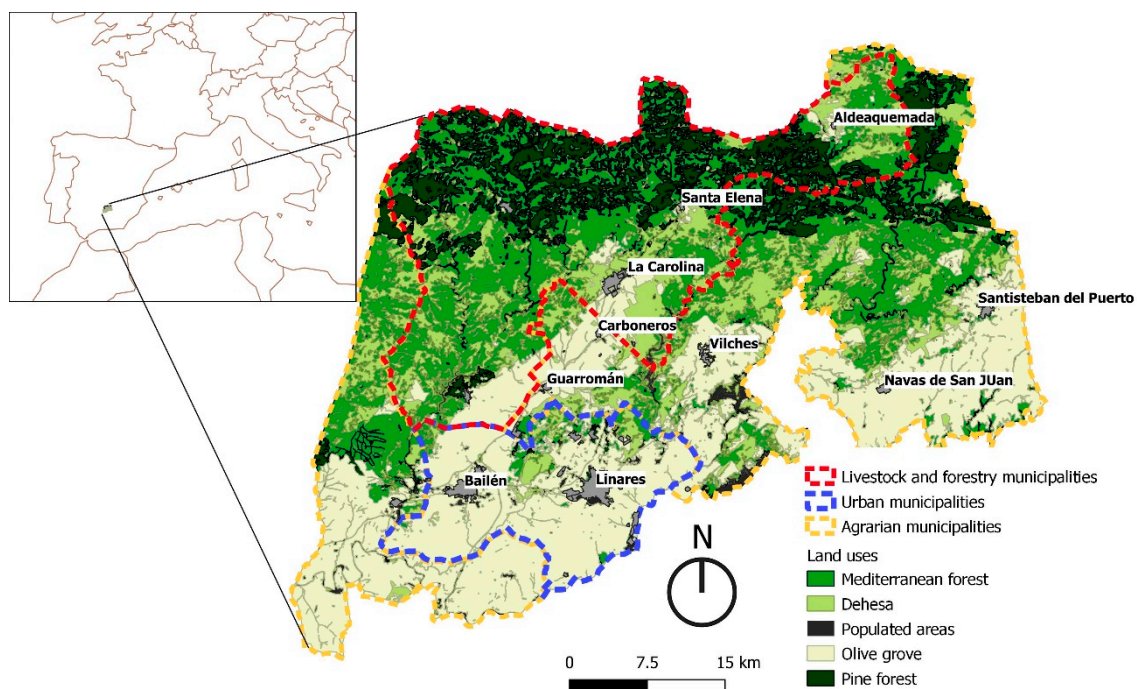 Aldeaquemada
Santa Elena
La Carolina
Santisteban del Puerto
Carboneros
Vilches
Guarromán
Navas de San JUan
Bailén
Linares
Livestock and forestry municipalities
Urban municipalities
Agrarian municipalities
N
Land uses
Mediterranean forest
Dehesa
Populated areas
Olive grove
Pine forest
0 7.5 15 km